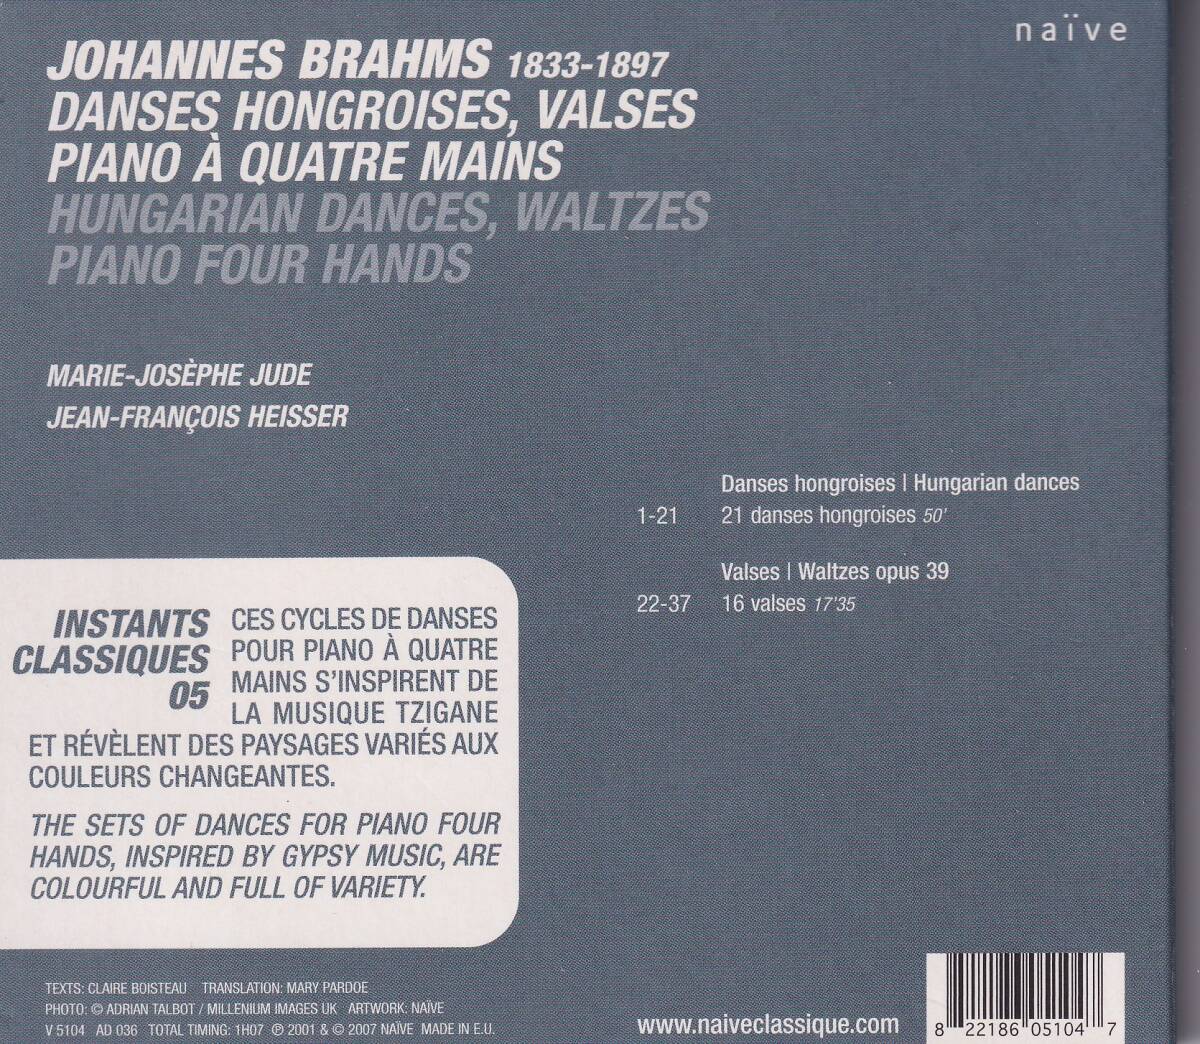 naïve
JOHANNES BRAHMS 1833-1897
DANSES HONGROISES, VALSES
PIANO À QUATRE MAINS
HUNGARIAN DANCES, WALTZES
PIANO FOUR HANDS
MARIE-JOSÈPHE JUDE
JEAN-FRANÇOIS HEISSER
Danses hongroises | Hungarian dances
1-21 21 danses hongroises 50'
Valses | Waltzes opus 39
22-37 16 valses 17'35
INSTANTS
CLASSIQUES
05
CES CYCLES DE DANSES
POUR PIANO À QUATRE
MAINS S'INSPIRENT DE
LA MUSIQUE TZIGANE
ET RÉVÈLENT DES PAYSAGES VARIÉS AUX
COULEURS CHANGEANTES.
THE SETS OF DANCES FOR PIANO FOUR
HANDS, INSPIRED BY GYPSY MUSIC, ARE
COLOURFUL AND FULL OF VARIETY.
TEXTS: CLAIRE BOISTEAU TRANSLATION: MARY PARDOE
PHOTO: © ADRIAN TALBOT / MILLENIUM IMAGES UK ARTWORK: NAÏVE
V 5104 AD 036 TOTAL TIMING: 1H07 ℗ 2001 & © 2007 NAÏVE MADE IN E.U.
www.naiveclassique.com
8 22186 05104 7